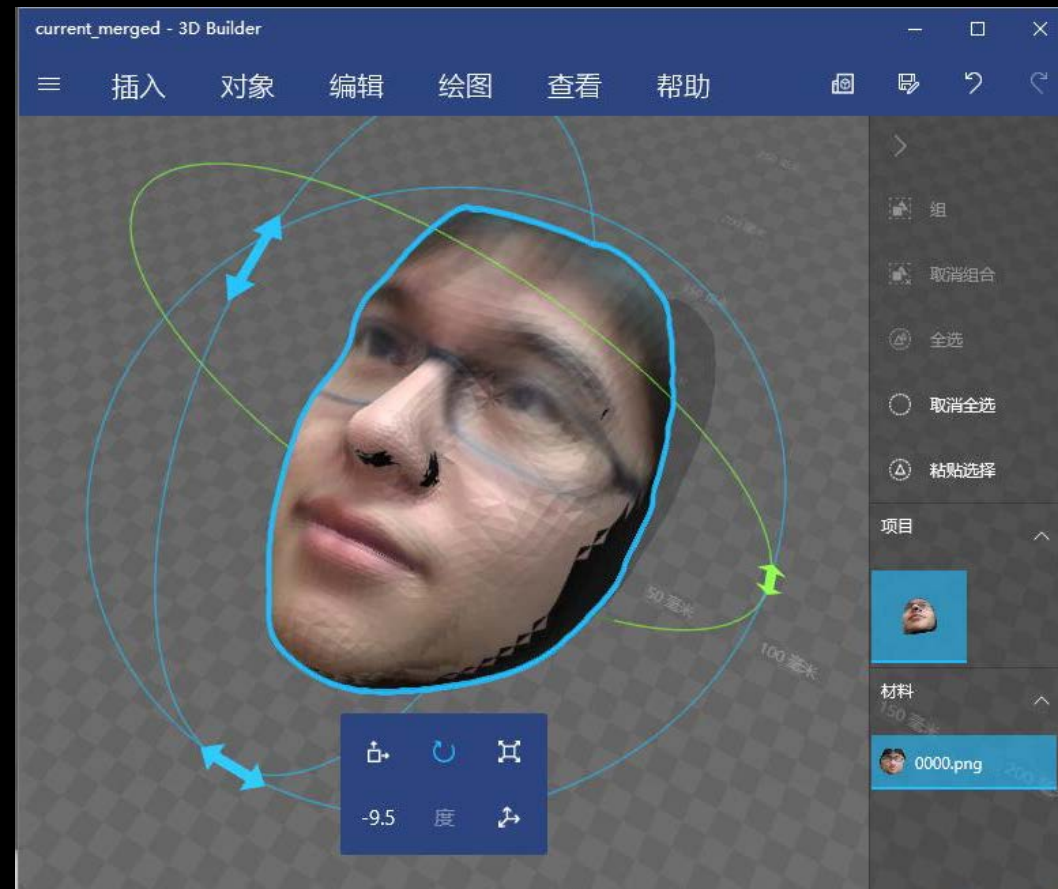 current_merged - 3D Builder
插入 对象 编辑 绘图 查看 帮助
组
取消组合
全选
取消全选
粘贴选择
项目
50 毫米
100 毫米
材料
150 毫米
0000.png
200
-9.5 度